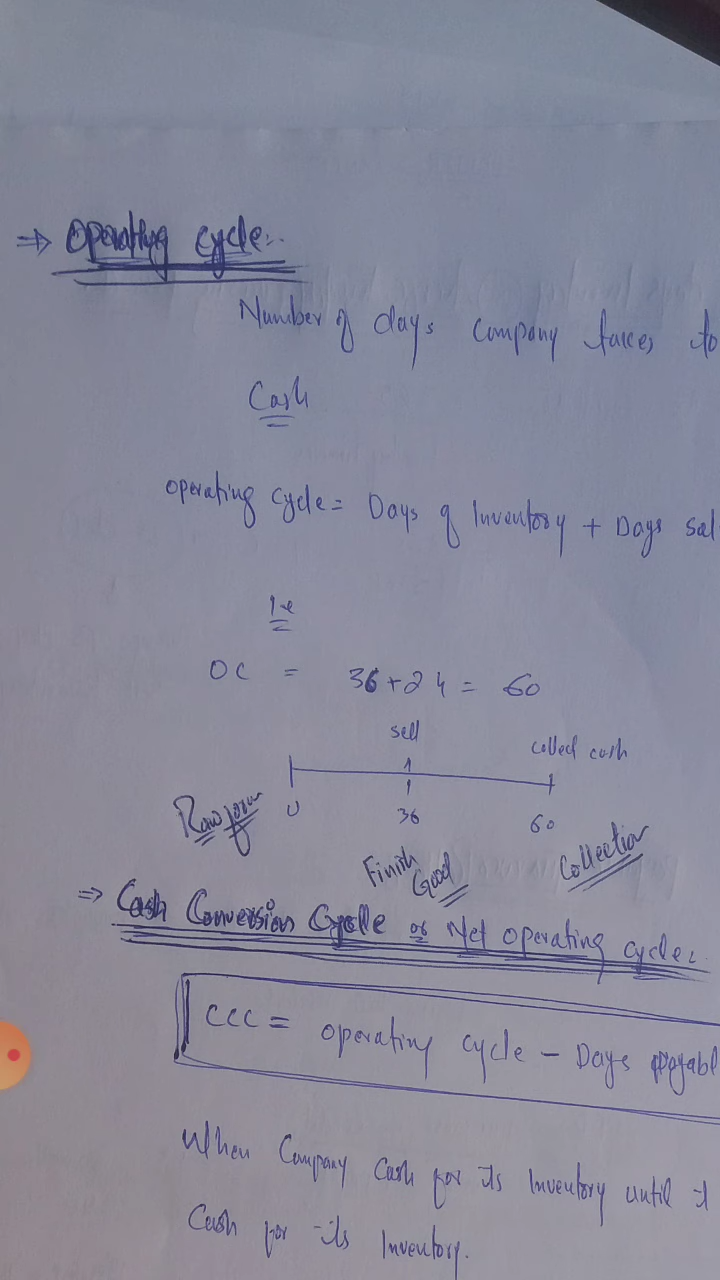 ⇒ Operating cycle:
Number of days company takes to
Cash
operating cycle = Days of Inventory + Days sal
i.e
OC = 36+24 = 60
sell
collect cash
0 36 60
Raw form Finish Good Collection
⇒ Cash Conversion Cycle or Net operating cycle:
CCC = operating cycle - Days payabl
When Company Cash for its Inventory until it
Cash for its Inventory.